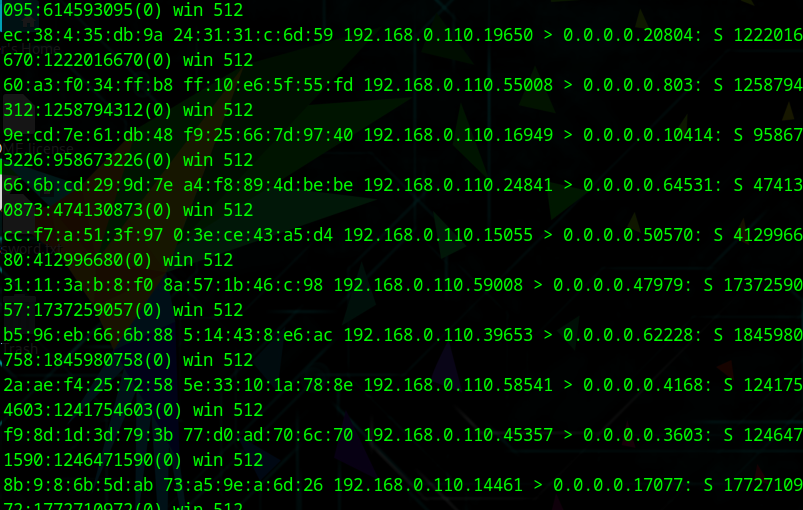 095:614593095(0) win 512
ec:38:4:35:db:9a 24:31:31:c:6d:59 192.168.0.110.19650 > 0.0.0.0.20804: S 1222016
670:1222016670(0) win 512
60:a3:f0:34:ff:b8 ff:10:e6:5f:55:fd 192.168.0.110.55008 > 0.0.0.0.803: S 1258794
312:1258794312(0) win 512
9e:cd:7e:61:db:48 f9:25:66:7d:97:40 192.168.0.110.16949 > 0.0.0.0.10414: S 95867
3226:958673226(0) win 512
66:6b:cd:29:9d:7e a4:f8:89:4d:be:be 192.168.0.110.24841 > 0.0.0.0.64531: S 47413
0873:474130873(0) win 512
cc:f7:a:51:3f:97 0:3e:ce:43:a5:d4 192.168.0.110.15055 > 0.0.0.0.50570: S 4129966
80:412996680(0) win 512
31:11:3a:b:8:f0 8a:57:1b:46:c:98 192.168.0.110.59008 > 0.0.0.0.47979: S 17372590
57:1737259057(0) win 512
b5:96:eb:66:6b:88 5:14:43:8:e6:ac 192.168.0.110.39653 > 0.0.0.0.62228: S 1845980
758:1845980758(0) win 512
2a:ae:f4:25:72:58 5e:33:10:1a:78:8e 192.168.0.110.58541 > 0.0.0.0.4168: S 124175
4603:1241754603(0) win 512
f9:8d:1d:3d:79:3b 77:d0:ad:70:6c:70 192.168.0.110.45357 > 0.0.0.0.3603: S 124647
1590:1246471590(0) win 512
8b:9:8:6b:5d:ab 73:a5:9e:a:6d:26 192.168.0.110.14461 > 0.0.0.0.17077: S 17727109
72:1772710972(0) win 512